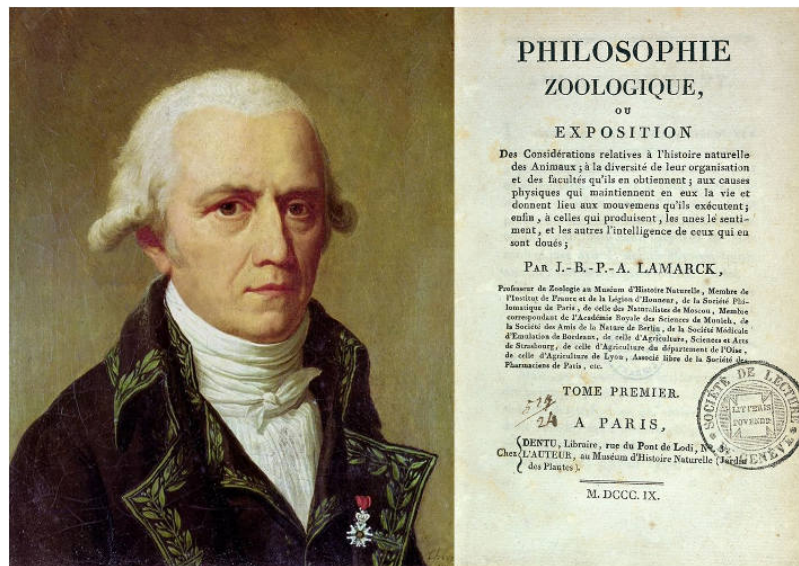 PHILOSOPHIE
ZOOLOGIQUE,
OU
EXPOSITION
Des Considérations relatives à l'histoire naturelle
des Animaux ; à la diversité de leur organisation
et des facultés qu'ils en obtiennent ; aux causes
physiques qui maintiennent en eux la vie et
donnent lieu aux mouvemens qu'ils exécutent ;
enfin , à celles qui produisent , les unes le senti-
ment , et les autres l'intelligence de ceux qui en
sont doués ;
PAR J.-B.-P.-A. LAMARCK,
Professeur de Zoologie au Muséum d'Histoire Naturelle , Membre de
l'Institut de France et de la Légion d'Honneur , de la Société Phi-
lomatique de Paris , de celle des Naturalistes de Moscou , Membre
correspondant de l'Académie Royale des Sciences de Munich , de
la Société des Amis de la Nature de Berlin , de la Société Médicale
d'Émulation de Bordeaux , de celle d'Agriculture , Sciences et Arts
de Strasbourg , de celle d'Agriculture du département de l'Oise ,
de celle d'Agriculture de Lyon , Associé libre de la Société des
Pharmaciens de Paris , etc.
TOME PREMIER.
A PARIS,
Chez
DENTU, Libraire, rue du Pont de Lodi, N°.
L'AUTEUR, au Muséum d'Histoire Naturelle (Jardin
des Plantes).
M. DCCC. IX.
SOCIÉTÉ DE LECTURE
GENÈVE